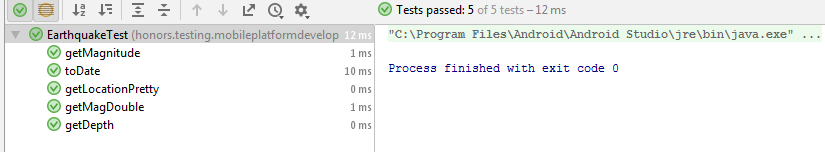 Tests passed: 5 of 5 tests – 12 ms
EarthquakeTest (honors.testing.mobileplatformdevelop 12 ms
getMagnitude 1 ms
toDate 10 ms
getLocationPretty 0 ms
getMagDouble 1 ms
getDepth 0 ms
"C:\Program Files\Android\Android Studio\jre\bin\java.exe" ...
Process finished with exit code 0